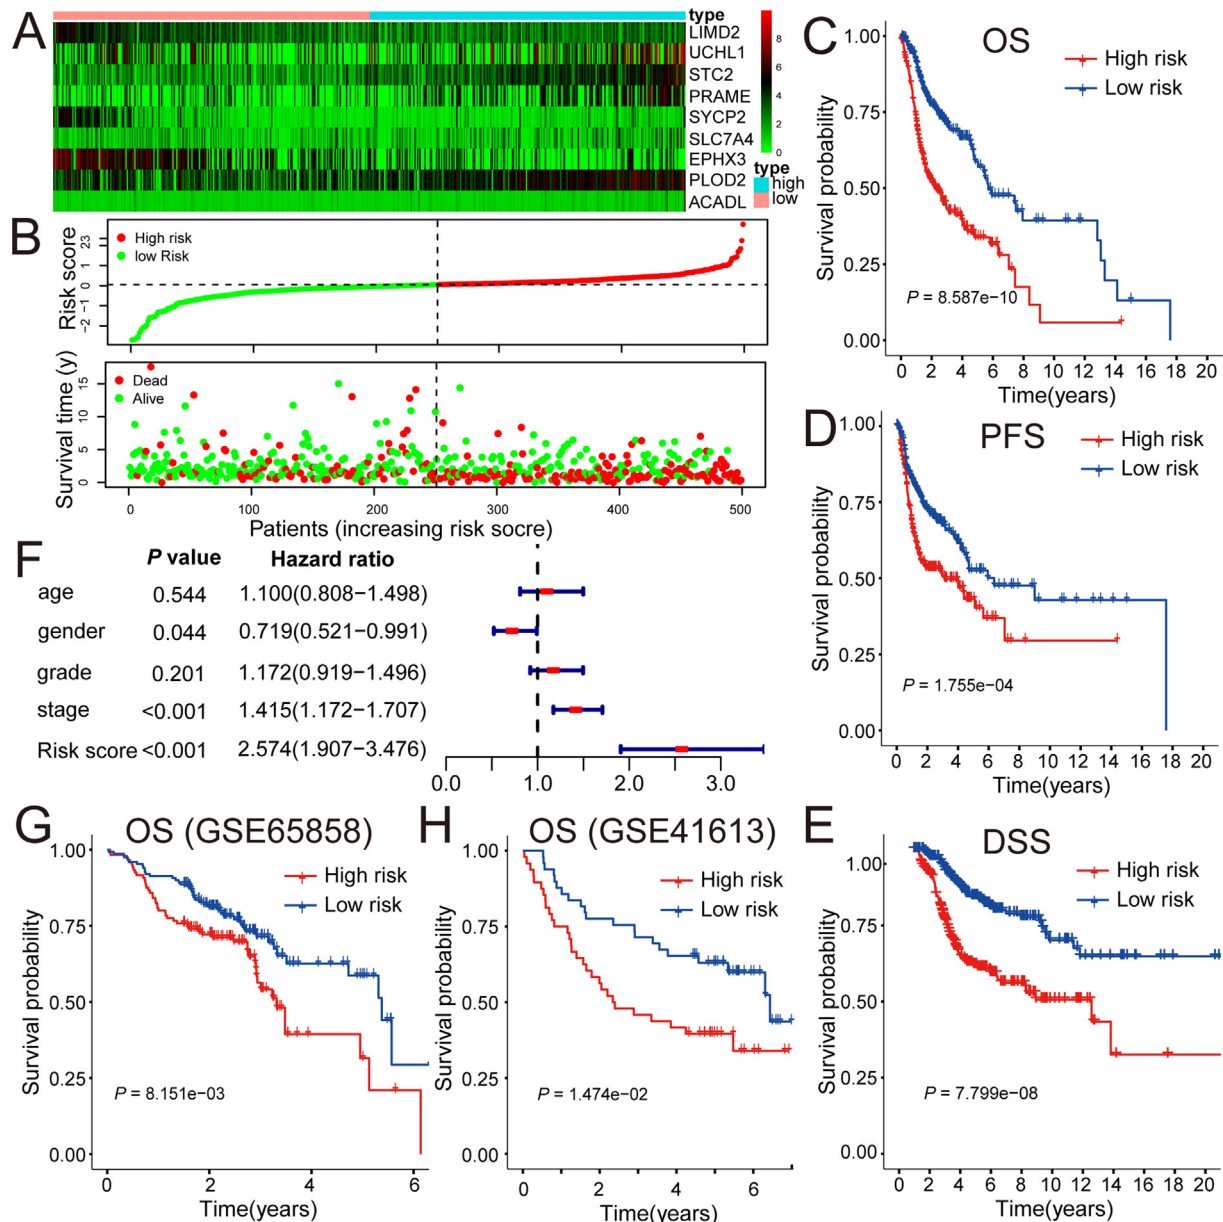 A
type
LIMD2
UCHL1
STC2
PRAME
SYCP2
SLC7A4
EPHX3
PLOD2
ACADL
8
6
4
2
0
type
high
low
B
Risk score
High risk
low Risk
23
1
0
−1
−2
Survival time (y)
Dead
Alive
15
10
5
0
0 100 200 300 400 500
Patients (increasing risk socre)
C
OS
High risk
Low risk
Survival probability
1.00
0.75
0.50
0.25
0.00
P = 8.587e−10
0 2 4 6 8 10 12 14 16 18 20
Time(years)
D
PFS
High risk
Low risk
Survival probability
1.00
0.75
0.50
0.25
0.00
P = 1.755e−04
0 2 4 6 8 10 12 14 16 18 20
Time(years)
F
P value Hazard ratio
age 0.544 1.100(0.808−1.498)
gender 0.044 0.719(0.521−0.991)
grade 0.201 1.172(0.919−1.496)
stage <0.001 1.415(1.172−1.707)
Risk score <0.001 2.574(1.907−3.476)
0.0 1.0 2.0 3.0
G
OS (GSE65858)
High risk
Low risk
Survival probability
1.00
0.75
0.50
0.25
0.00
P = 8.151e−03
0 2 4 6
Time(years)
H
OS (GSE41613)
High risk
Low risk
Survival probability
1.00
0.75
0.50
0.25
0.00
P = 1.474e−02
0 2 4 6
Time(years)
E
DSS
High risk
Low risk
Survival probability
1.00
0.75
0.50
0.25
0.00
P = 7.799e−08
0 2 4 6 8 10 12 14 16 18 20
Time(years)